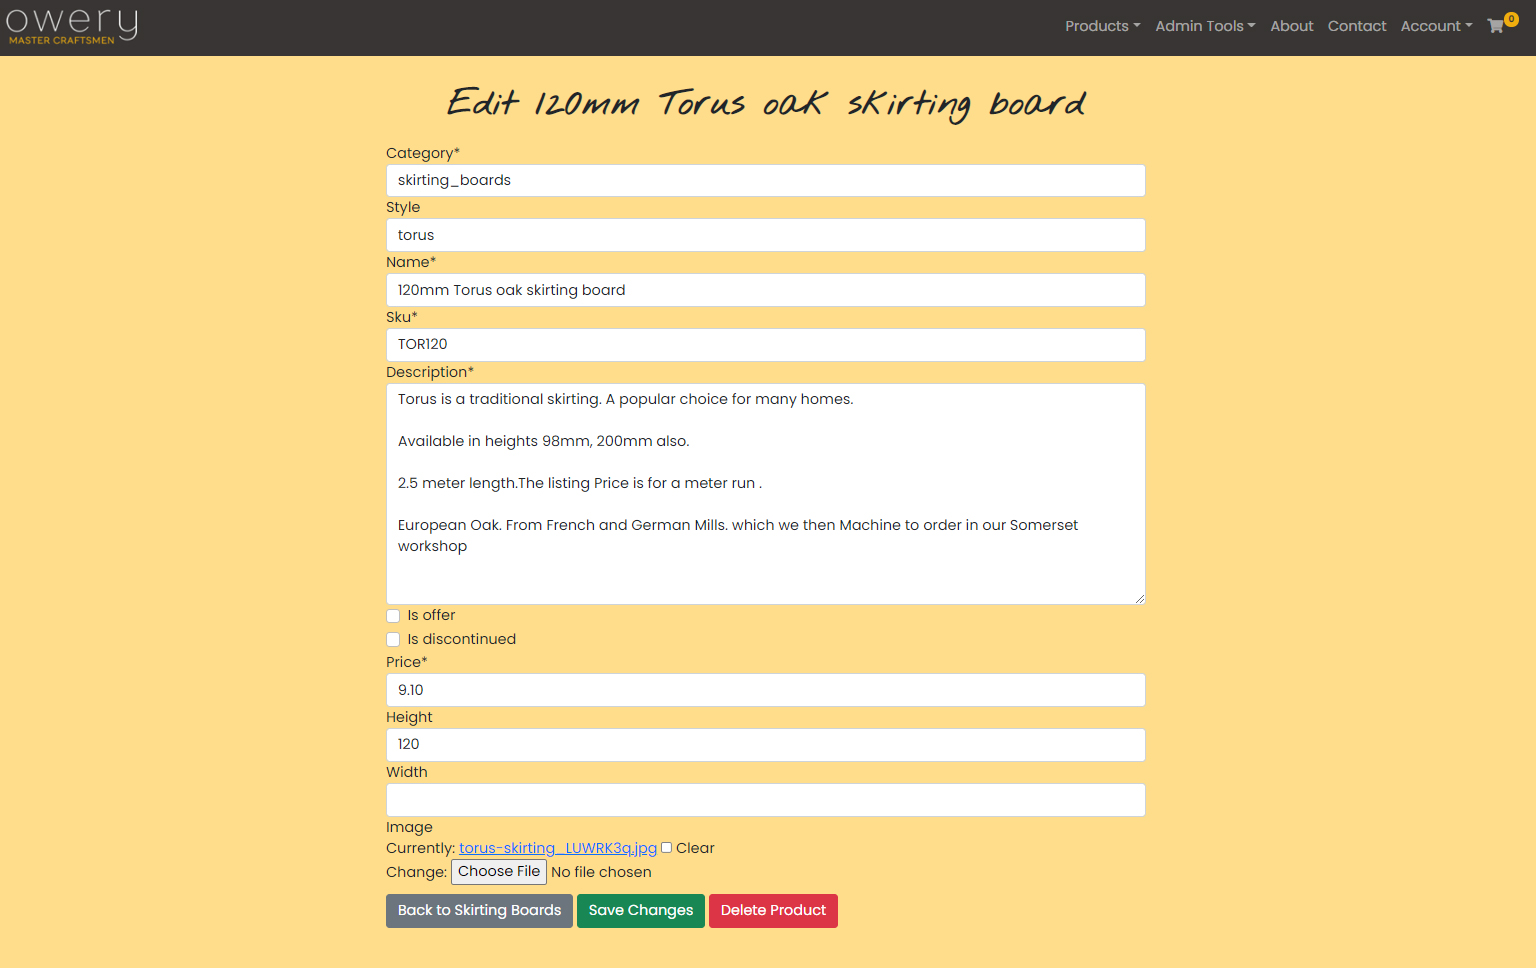 owery
MASTER CRAFTSMEN
Products Admin Tools About Contact Account 0
Edit 120mm Torus oak skirting board
Category*
skirting_boards
Style
torus
Name*
120mm Torus oak skirting board
Sku*
TOR120
Description*
Torus is a traditional skirting. A popular choice for many homes.
Available in heights 98mm, 200mm also.
2.5 meter length.The listing Price is for a meter run .
European Oak. From French and German Mills. which we then Machine to order in our Somerset
workshop
Is offer
Is discontinued
Price*
9.10
Height
120
Width
Image
Currently: torus-skirting_LUWRK3q.jpg Clear
Change: Choose File No file chosen
Back to Skirting Boards Save Changes Delete Product